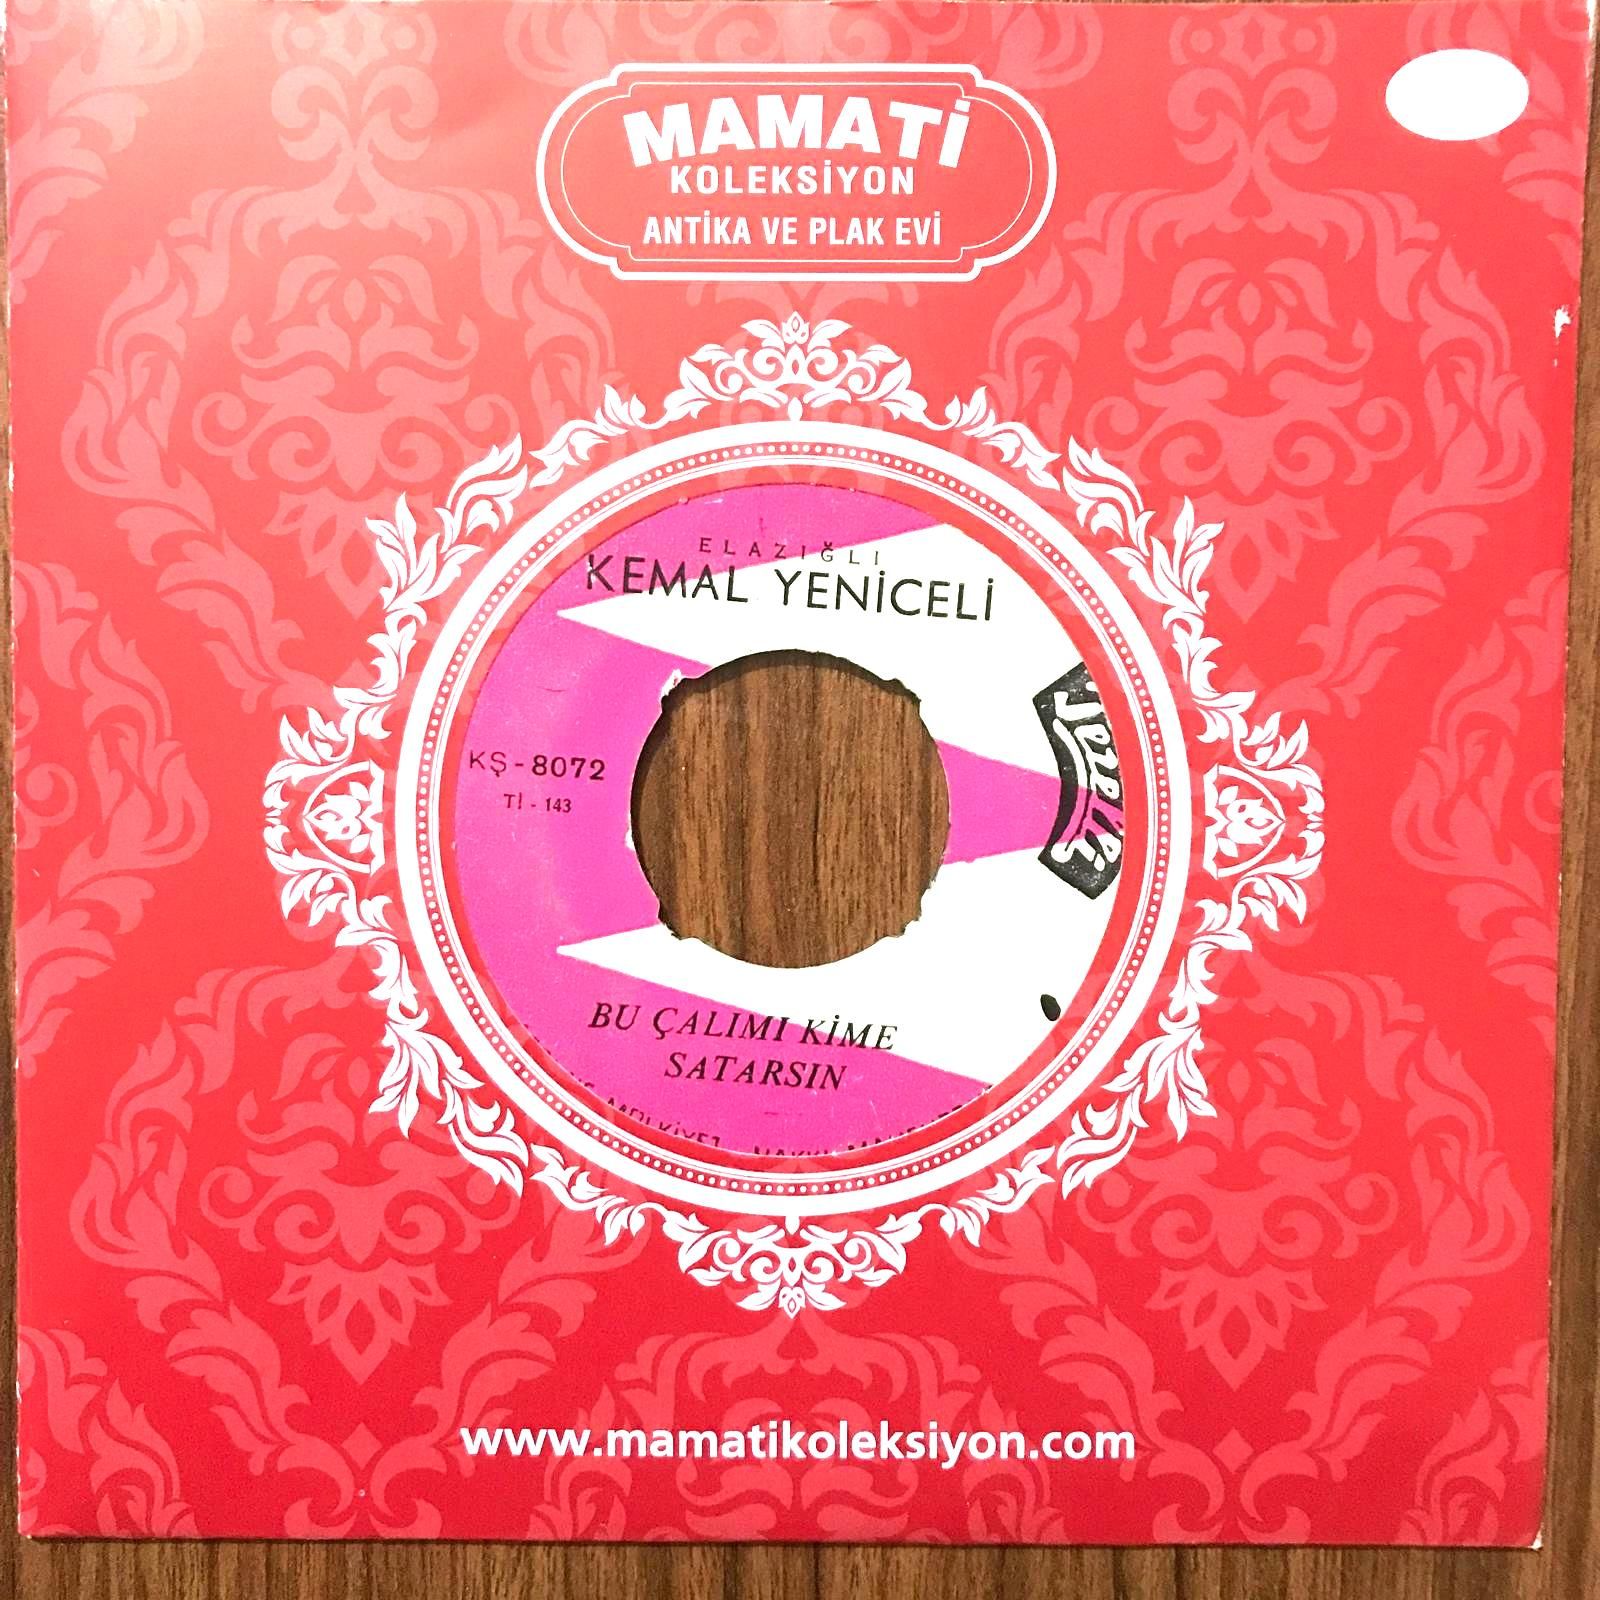 MAMATİ
KOLEKSİYON
ANTİKA VE PLAK EVİ
ELAZIĞLI
KEMAL YENİCELİ
KŞ-8072
Tİ - 143
BU ÇALIMI KİME
SATARSIN
www.mamatikoleksiyon.com